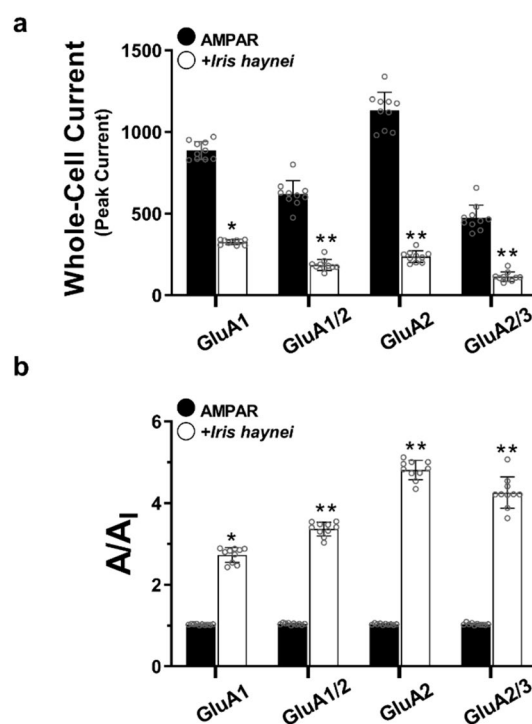 a
AMPAR
+Iris haynei
Whole-Cell Current
(Peak Current)
1500
1000
500
0
*
**
**
**
GluA1
GluA1/2
GluA2
GluA2/3
b
AMPAR
+Iris haynei
A/AI
6
4
2
1
0
*
**
**
**
GluA1
GluA1/2
GluA2
GluA2/3